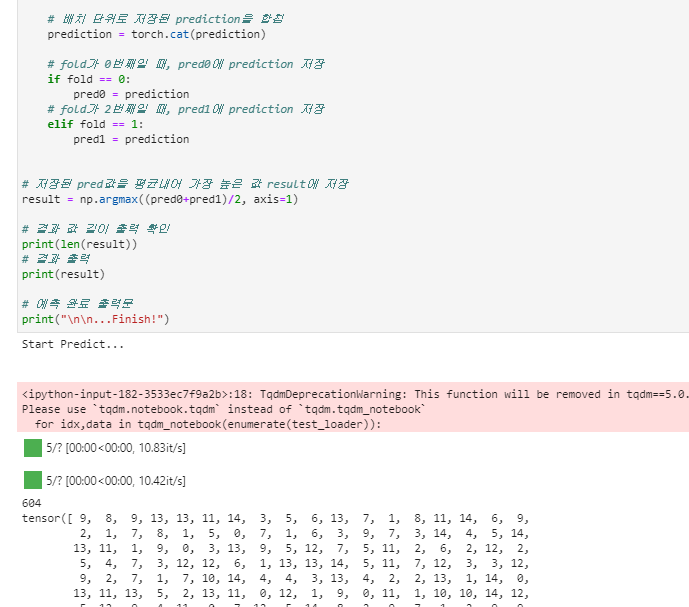 # 배치 단위로 저장된 prediction을 합침
prediction = torch.cat(prediction)
# fold가 0번째일 때, pred0에 prediction 저장
if fold == 0:
pred0 = prediction
# fold가 2번째일 때, pred1에 prediction 저장
elif fold == 1:
pred1 = prediction
# 저장된 pred값을 평균내어 가장 높은 값 result에 저장
result = np.argmax((pred0+pred1)/2, axis=1)
# 결과 값 길이 출력 확인
print(len(result))
# 결과 출력
print(result)
# 예측 완료 출력문
print("\n\n...Finish!")
Start Predict...
<ipython-input-182-3533ec7f9a2b>:18: TqdmDeprecationWarning: This function will be removed in tqdm==5.0.
Please use `tqdm.notebook.tqdm` instead of `tqdm.tqdm_notebook`
for idx,data in tqdm_notebook(enumerate(test_loader)):
5/? [00:00<00:00, 10.83it/s]
5/? [00:00<00:00, 10.42it/s]
604
tensor([ 9, 8, 9, 13, 13, 11, 14, 3, 5, 6, 13, 7, 1, 8, 11, 14, 6, 9,
2, 1, 7, 8, 1, 5, 0, 7, 1, 6, 3, 9, 7, 3, 14, 4, 5, 14,
13, 11, 1, 9, 0, 3, 13, 9, 5, 12, 7, 5, 11, 2, 6, 2, 12, 2,
5, 4, 7, 3, 12, 12, 6, 1, 13, 13, 14, 5, 11, 7, 12, 3, 3, 12,
9, 2, 7, 1, 7, 10, 14, 4, 4, 3, 13, 4, 2, 2, 13, 1, 14, 0,
13, 11, 13, 5, 2, 13, 11, 0, 12, 1, 9, 0, 11, 1, 10, 10, 14, 12,